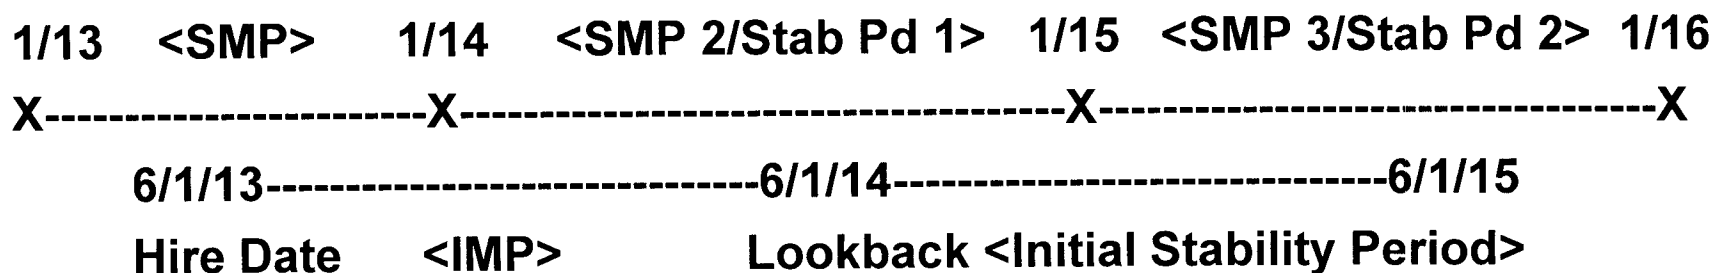 1/13 <SMP> 1/14 <SMP 2/Stab Pd 1> 1/15 <SMP 3/Stab Pd 2> 1/16
X------------------------X---------------------------------------X-----------------------------------X
6/1/13-------------------------------6/1/14-------------------------------6/1/15
Hire Date <IMP> Lookback <Initial Stability Period>